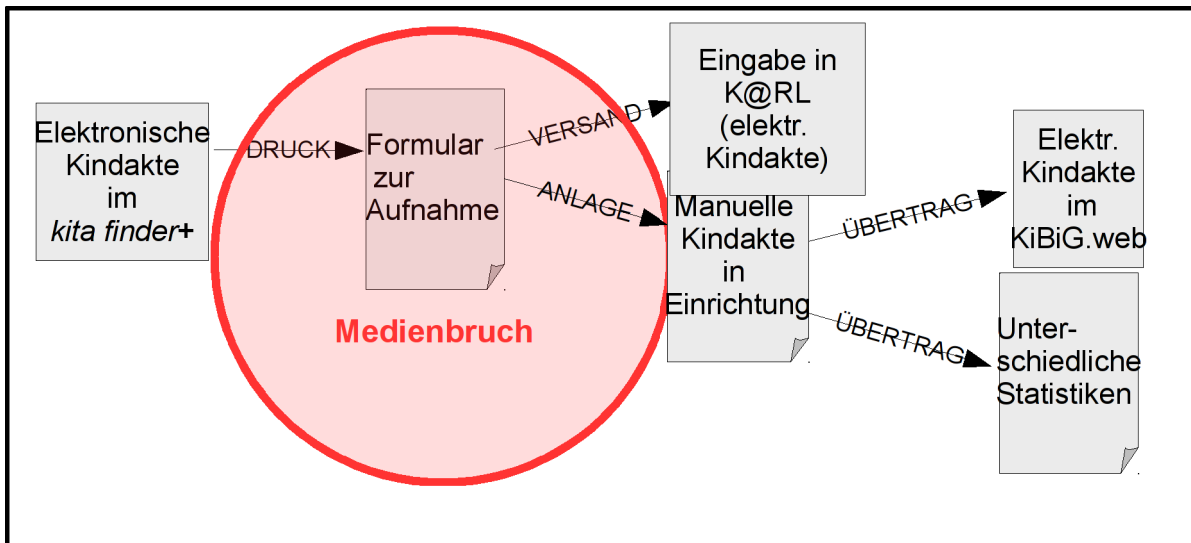 Elektronische
Kindakte
im
kita finder+
DRUCK
Formular
zur
Aufnahme
Medienbruch
VERSAND
ANLAGE
Eingabe in
K@RL
(elektr.
Kindakte)
Manuelle
Kindakte
in
Einrichtung
ÜBERTRAG
ÜBERTRAG
Elektr.
Kindakte
im
KiBiG.web
Unter-
schiedliche
Statistiken